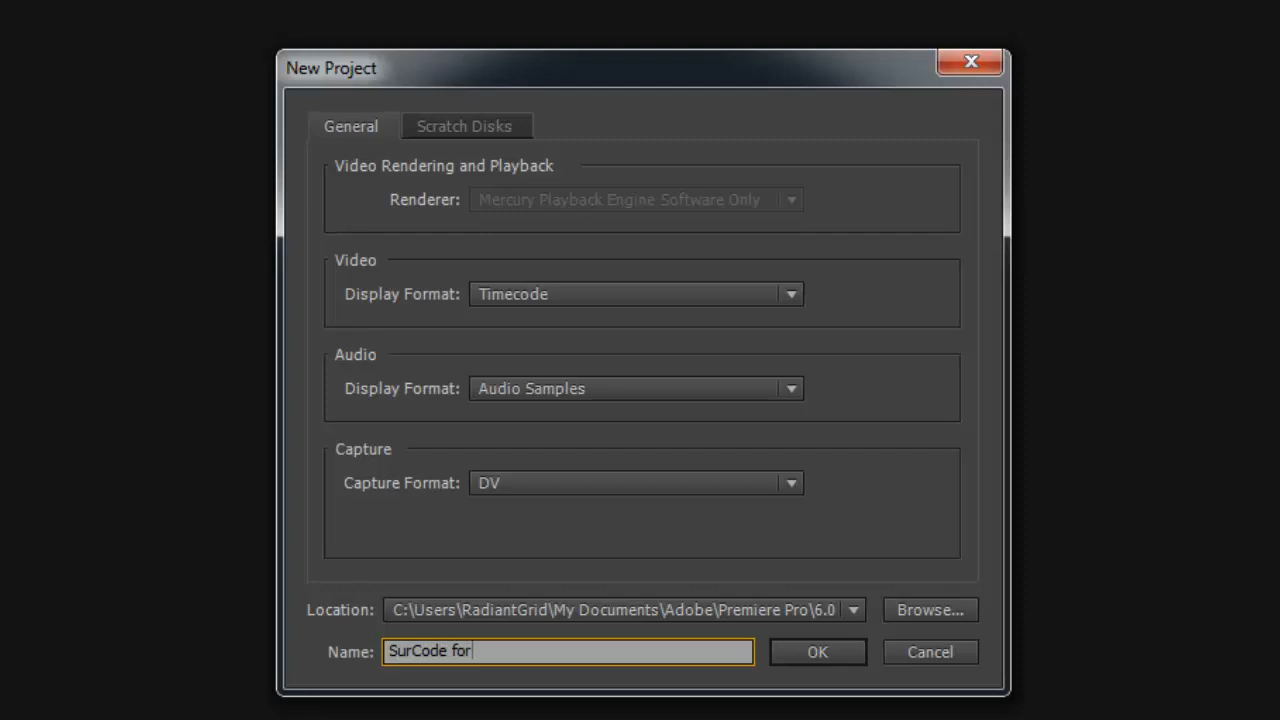 New Project
General
Scratch Disks
Video Rendering and Playback
Renderer: Mercury Playback Engine Software Only
Video
Display Format: Timecode
Audio
Display Format: Audio Samples
Capture
Capture Format: DV
Location: C:\Users\RadiantGrid\My Documents\Adobe\Premiere Pro\6.0 Browse...
Name: SurCode for OK Cancel